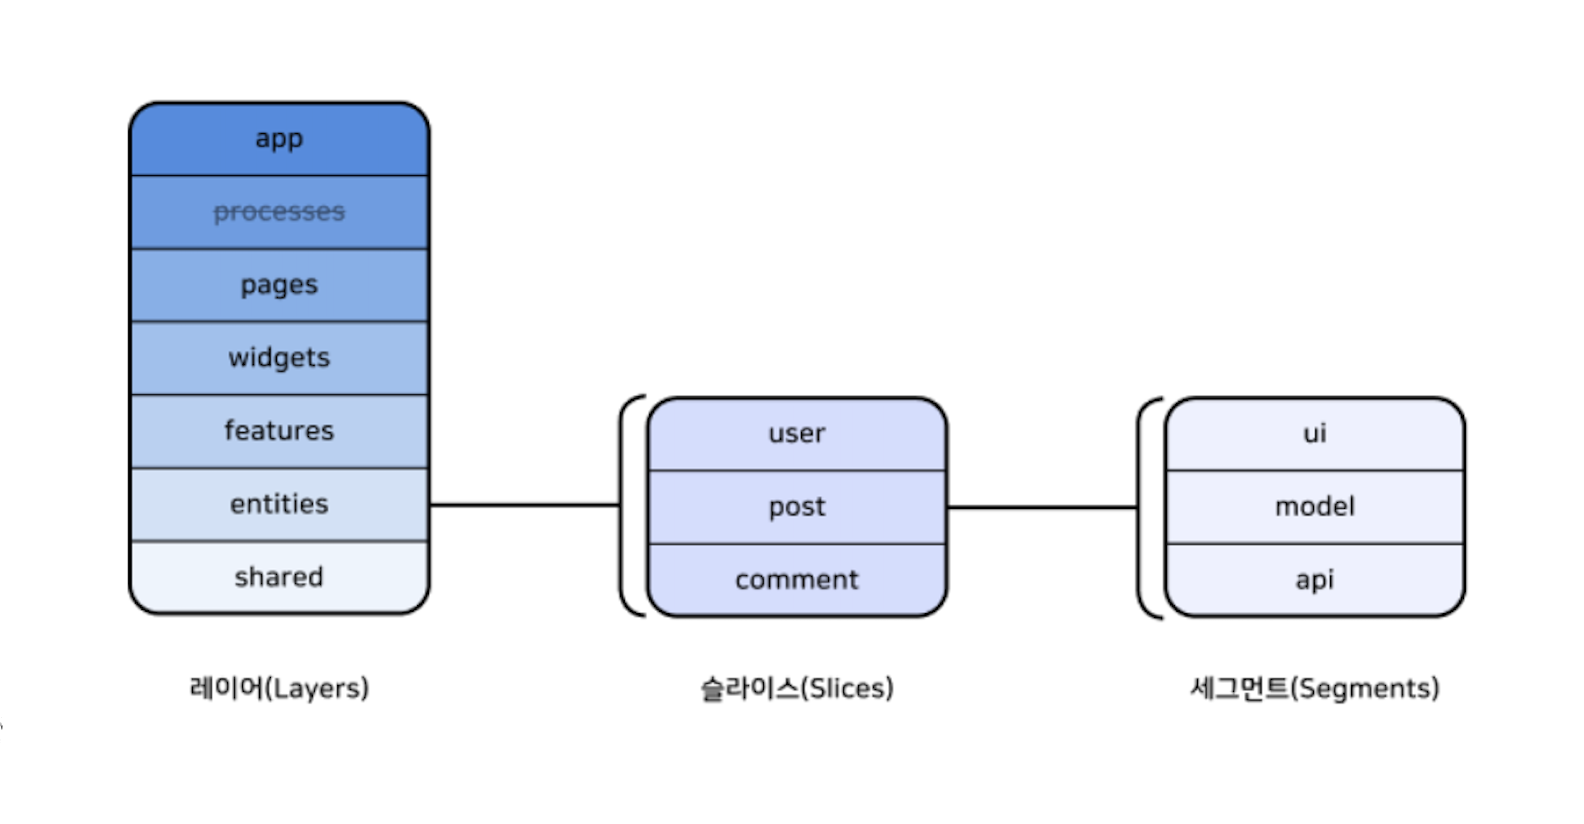 app
processes
pages
widgets
features
entities
shared
레이어(Layers)
user
post
comment
슬라이스(Slices)
ui
model
api
세그먼트(Segments)